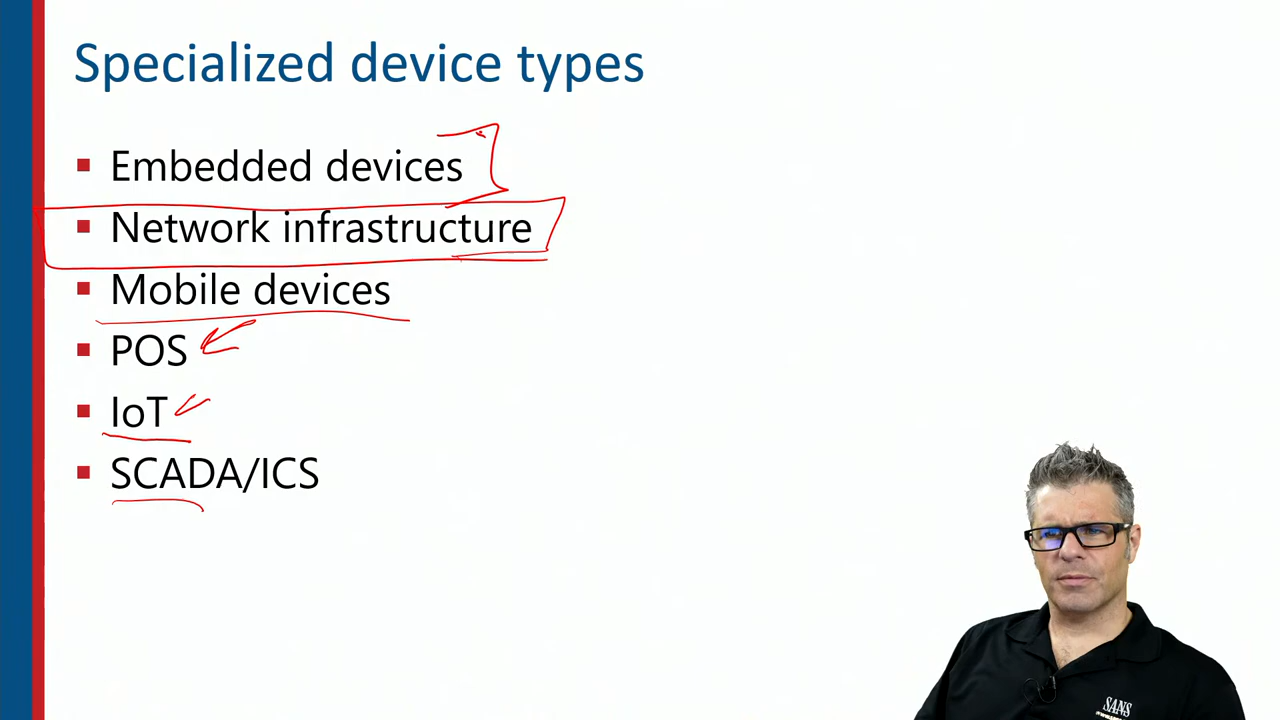 Specialized device types
Embedded devices
Network infrastructure
Mobile devices
POS
IoT
SCADA/ICS
SANS